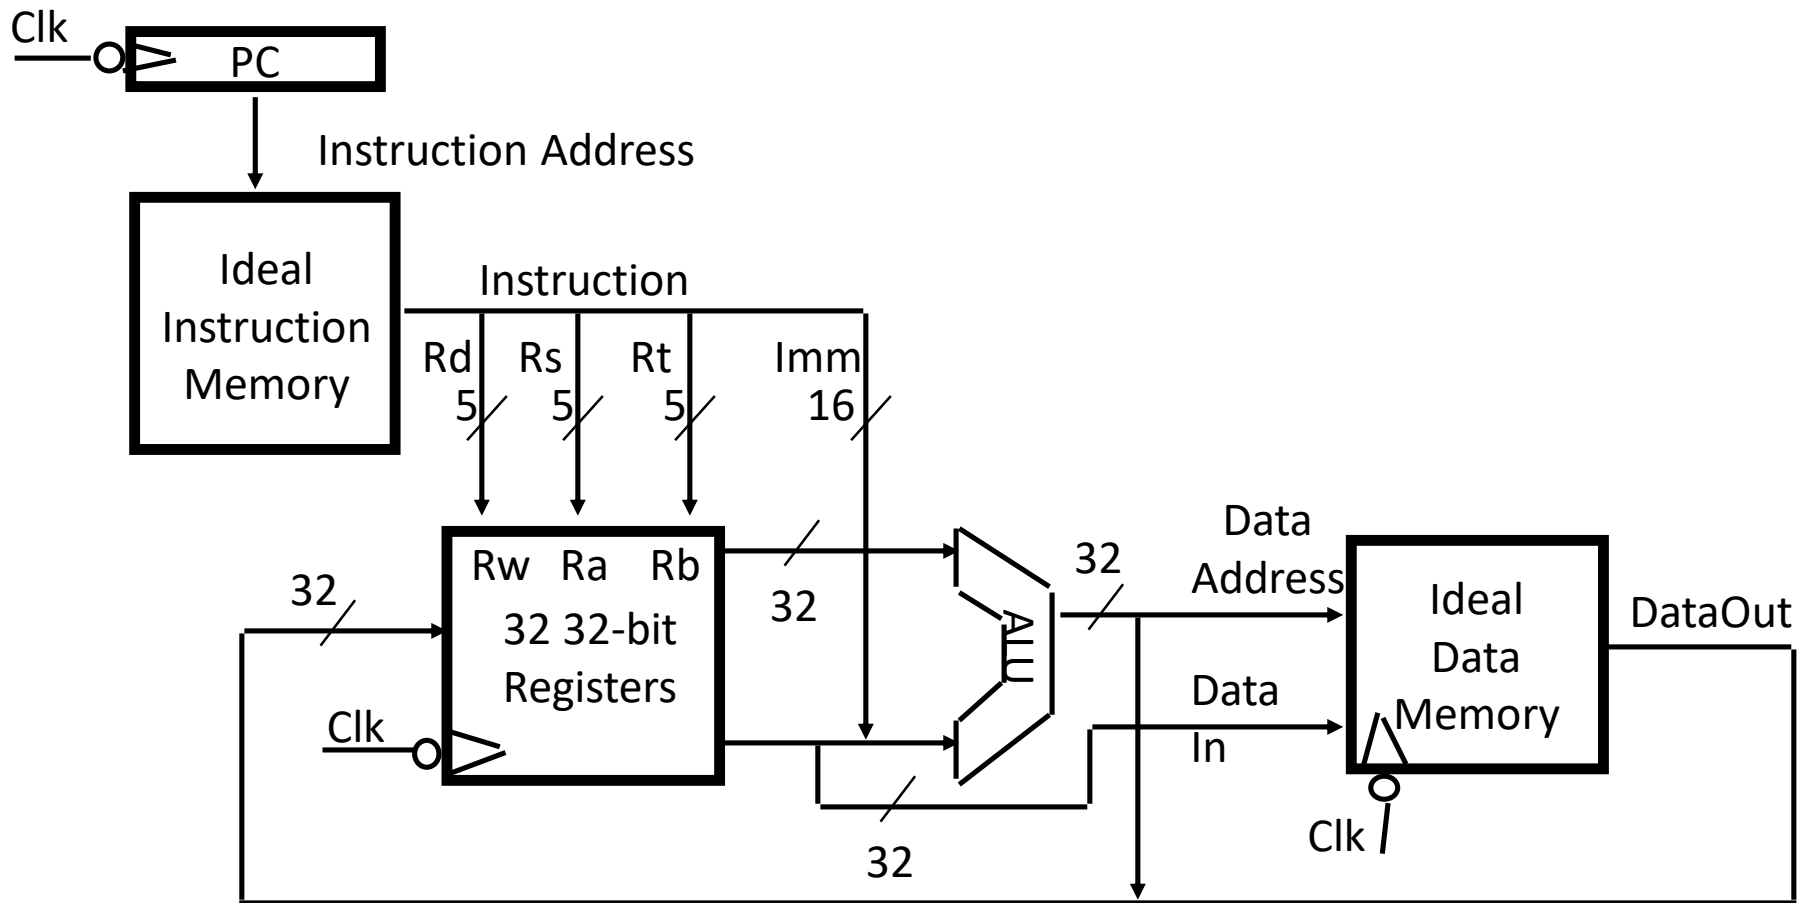 Clk
PC
Instruction Address
Ideal
Instruction
Memory
Instruction
Rd
Rs
Rt
Imm
5
5
5
16
Rw Ra Rb
32 32-bit
Registers
32
Clk
32
ALU
32
32
Data
Address
Data
In
Ideal
Data
Memory
Clk
DataOut